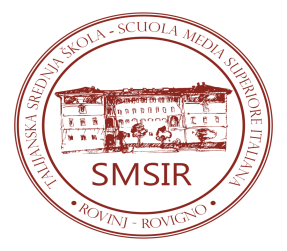 TALIJANSKA SREDNJA ŠKOLA - SCUOLA MEDIA SUPERIORE ITALIANA
SMSIR
• ROVINJ - ROVIGNO •